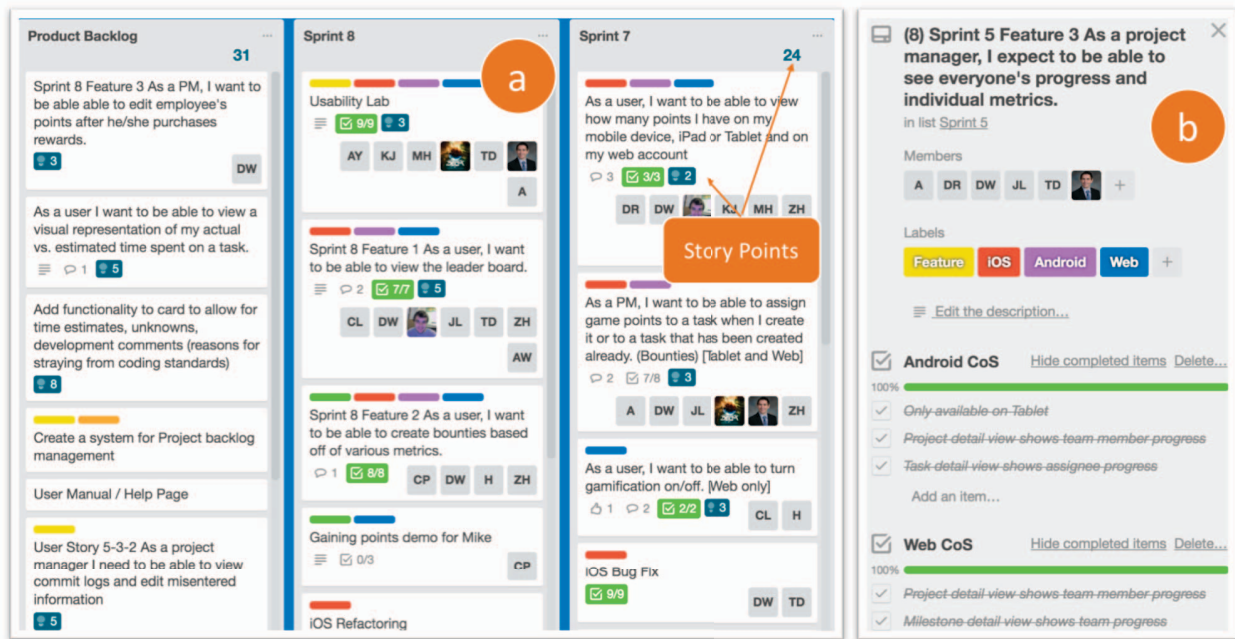 Product Backlog
31
Sprint 8 Feature 3 As a PM, I want to
be able able to edit employee's
points after he/she purchases
rewards.
3
DW
As a user I want to be able to view a
visual representation of my actual
vs. estimated time spent on a task.
1 5
Add functionality to card to allow for
time estimates, unknowns,
development comments (reasons for
straying from coding standards)
8
Create a system for Project backlog
management
User Manual / Help Page
User Story 5-3-2 As a project
manager I need to be able to view
commit logs and edit misentered
information
5
Sprint 8
a
Usability Lab
9/9 3
AY KJ MH TD
A
Sprint 8 Feature 1 As a user, I want
to be able to view the leader board.
2 7/7 5
CL DW JL TD ZH
AW
Sprint 8 Feature 2 As a user, I want
to be able to create bounties based
off of various metrics.
1 8/8
CP DW H ZH
Gaining points demo for Mike
0/3
CP
iOS Refactoring
Sprint 7
24
As a user, I want to be able to view
how many points I have on my
mobile device, iPad or Tablet and on
my web account
3 3/3 2
DR DW KJ MH ZH
Story Points
As a PM, I want to be able to assign
game points to a task when I create
it or to a task that has been created
already. (Bounties) [Tablet and Web]
2 7/8 3
A DW JL ZH
As a user, I want to be able to turn
gamification on/off. [Web only]
1 2 2/2 3
CL H
iOS Bug Fix
9/9
DW TD
(8) Sprint 5 Feature 3 As a project
manager, I expect to be able to
see everyone's progress and
individual metrics.
in list Sprint 5
b
Members
A DR DW JL TD
Labels
Feature iOS Android Web
Edit the description...
Android CoS Hide completed items Delete...
100%
Only available on Tablet
Project detail view shows team member progress
Task detail view shows assignee progress
Add an item...
Web CoS Hide completed items Delete...
100%
Project detail view shows team member progress
Milestone detail view shows team progress